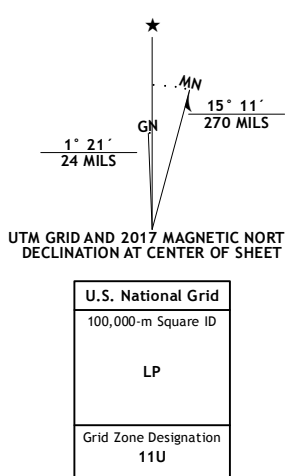 ★
MN
GN
15° 11´
270 MILS
1° 21´
24 MILS
UTM GRID AND 2017 MAGNETIC NORT
DECLINATION AT CENTER OF SHEET
U.S. National Grid
100,000-m Square ID
LP
Grid Zone Designation
11U